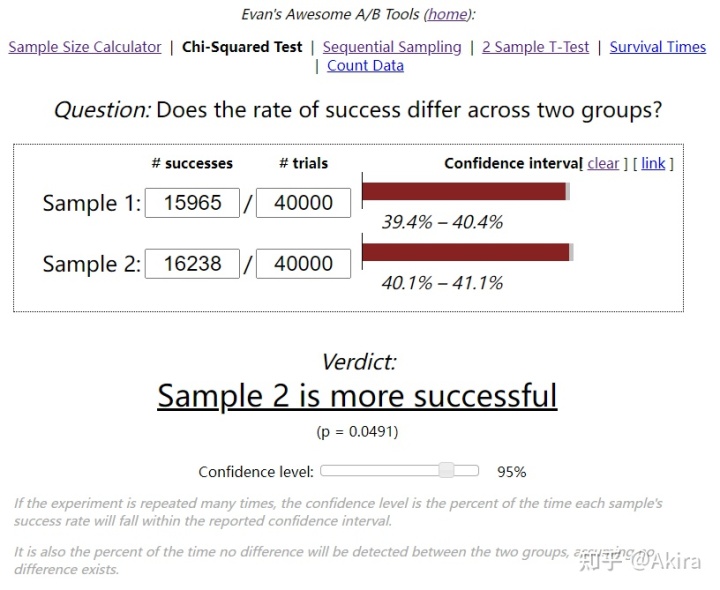 Evan's Awesome A/B Tools (home):
Sample Size Calculator | Chi-Squared Test | Sequential Sampling | 2 Sample T-Test | Survival Times
| Count Data
Question: Does the rate of success differ across two groups?
# successes # trials Confidence interval [ clear ] [ link ]
Sample 1: 15965 / 40000
39.4% – 40.4%
Sample 2: 16238 / 40000
40.1% – 41.1%
Verdict:
Sample 2 is more successful
(p = 0.0491)
Confidence level: 95%
If the experiment is repeated many times, the confidence level is the percent of the time each sample's
success rate will fall within the reported confidence interval.
It is also the percent of the time no difference will be detected between the two groups, assuming no
difference exists.
知乎 @Akira